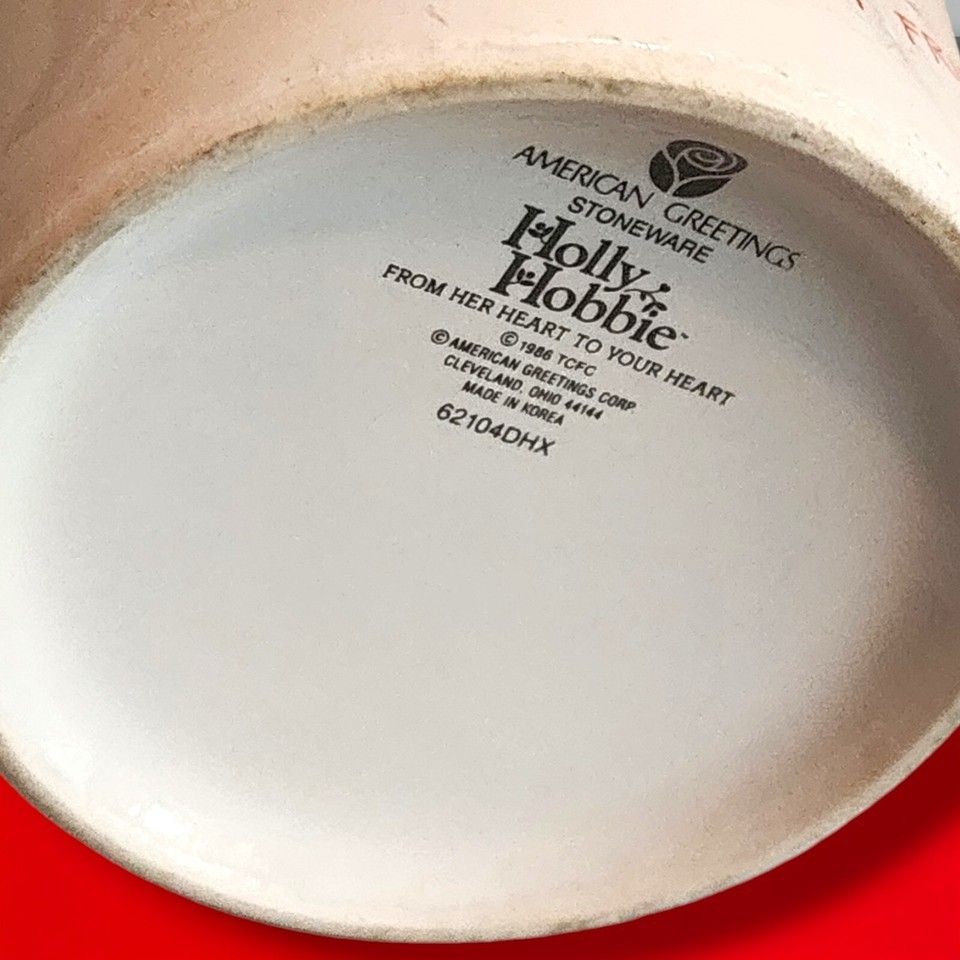 AMERICAN GREETINGS
STONEWARE
Holly
Hobbie™
FROM HER HEART TO YOUR HEART
© 1986 TCFC
© AMERICAN GREETINGS CORP.
CLEVELAND, OHIO 44144
MADE IN KOREA
62104DHX